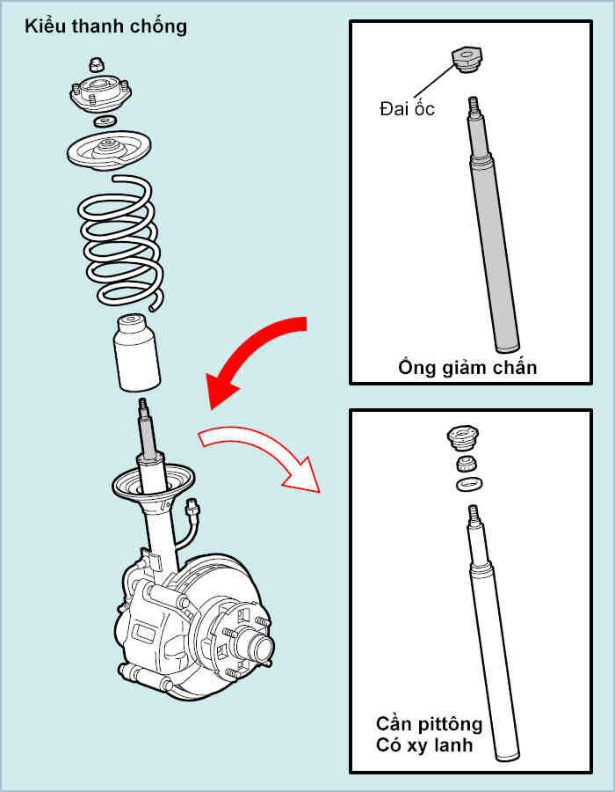 Kiểu thanh chống
Đai ốc
Ống giảm chấn
Cần pittông
Có xy lanh